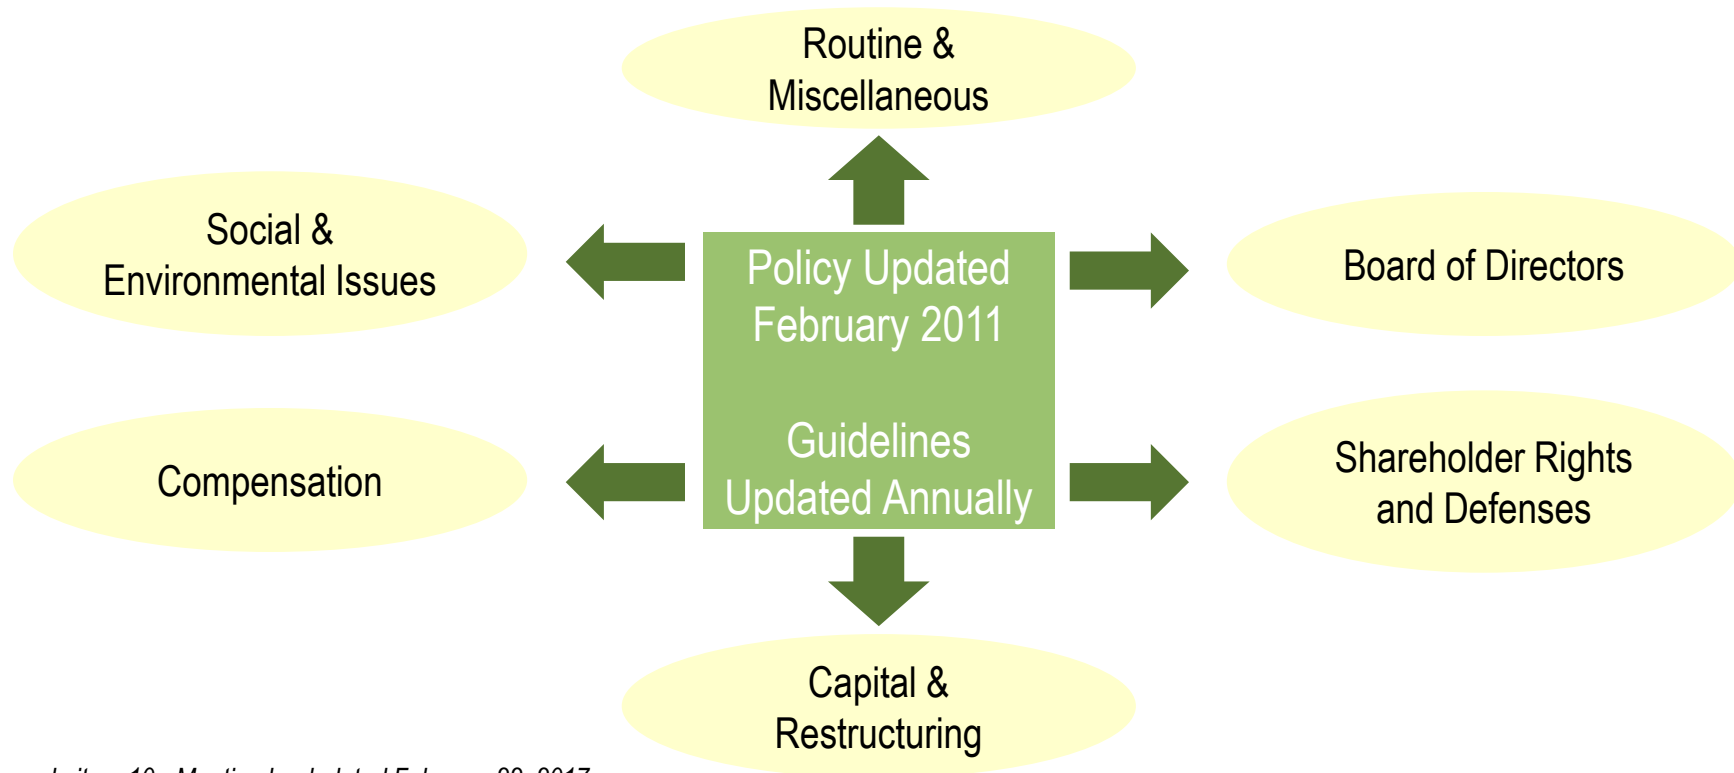 Routine &
Miscellaneous
Social &
Environmental Issues
Policy Updated
February 2011
Guidelines
Updated Annually
Board of Directors
Compensation
Shareholder Rights
and Defenses
Capital &
Restructuring